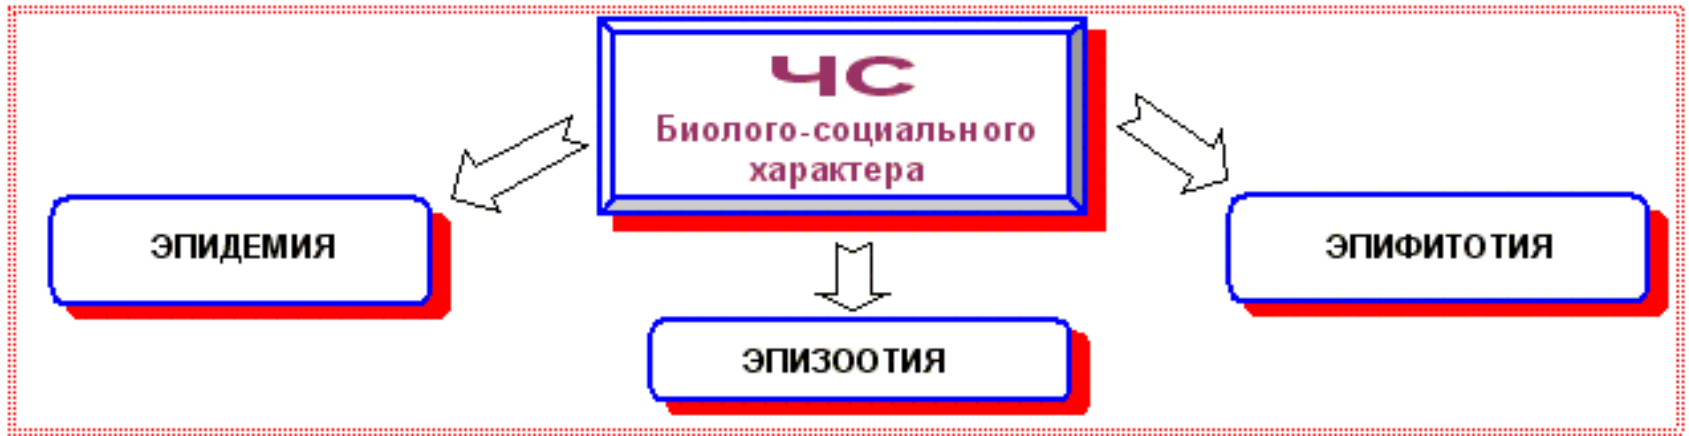 ЧС
Биолого-социального
характера
ЭПИДЕМИЯ
ЭПИФИТОТИЯ
ЭПИЗООТИЯ